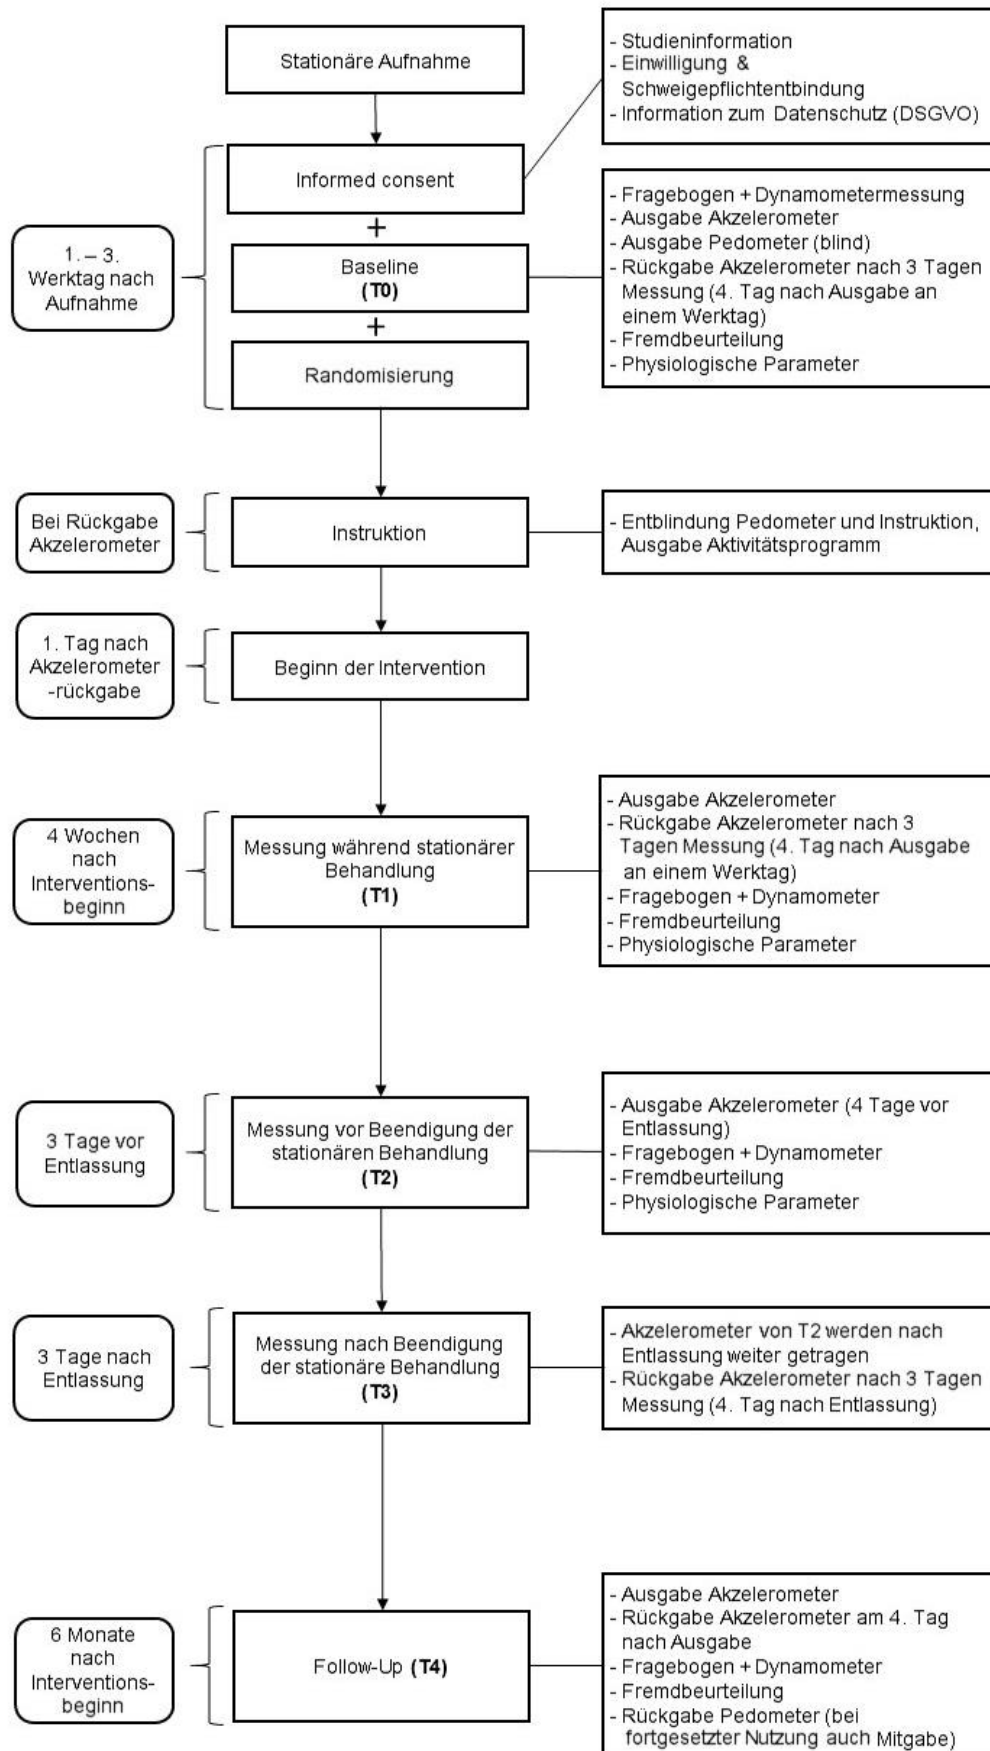 Stationäre Aufnahme
- Studieninformation
- Einwilligung &
Schweigepflichtentbindung
- Information zum Datenschutz (DSGVO)
1. – 3.
Werktag nach
Aufnahme
Informed consent
+
Baseline
(T0)
+
Randomisierung
- Fragebogen + Dynamometermessung
- Ausgabe Akzelerometer
- Ausgabe Pedometer (blind)
- Rückgabe Akzelerometer nach 3 Tagen
Messung (4. Tag nach Ausgabe an
einem Werktag)
- Fremdbeurteilung
- Physiologische Parameter
Bei Rückgabe
Akzelerometer
Instruktion
- Entblindung Pedometer und Instruktion,
Ausgabe Aktivitätsprogramm
1. Tag nach
Akzelerometer
-rückgabe
Beginn der Intervention
4 Wochen
nach
Interventions-
beginn
Messung während stationärer
Behandlung
(T1)
- Ausgabe Akzelerometer
- Rückgabe Akzelerometer nach 3
Tagen Messung (4. Tag nach Ausgabe
an einem Werktag)
- Fragebogen + Dynamometer
- Fremdbeurteilung
- Physiologische Parameter
3 Tage vor
Entlassung
Messung vor Beendigung der
stationären Behandlung
(T2)
- Ausgabe Akzelerometer (4 Tage vor
Entlassung)
- Fragebogen + Dynamometer
- Fremdbeurteilung
- Physiologische Parameter
3 Tage nach
Entlassung
Messung nach Beendigung
der stationäre Behandlung
(T3)
- Akzelerometer von T2 werden nach
Entlassung weiter getragen
- Rückgabe Akzelerometer nach 3 Tagen
Messung (4. Tag nach Entlassung)
6 Monate
nach
Interventions-
beginn
Follow-Up (T4)
- Ausgabe Akzelerometer
- Rückgabe Akzelerometer am 4. Tag
nach Ausgabe
- Fragebogen + Dynamometer
- Fremdbeurteilung
- Rückgabe Pedometer (bei
fortgesetzter Nutzung auch Mitgabe)